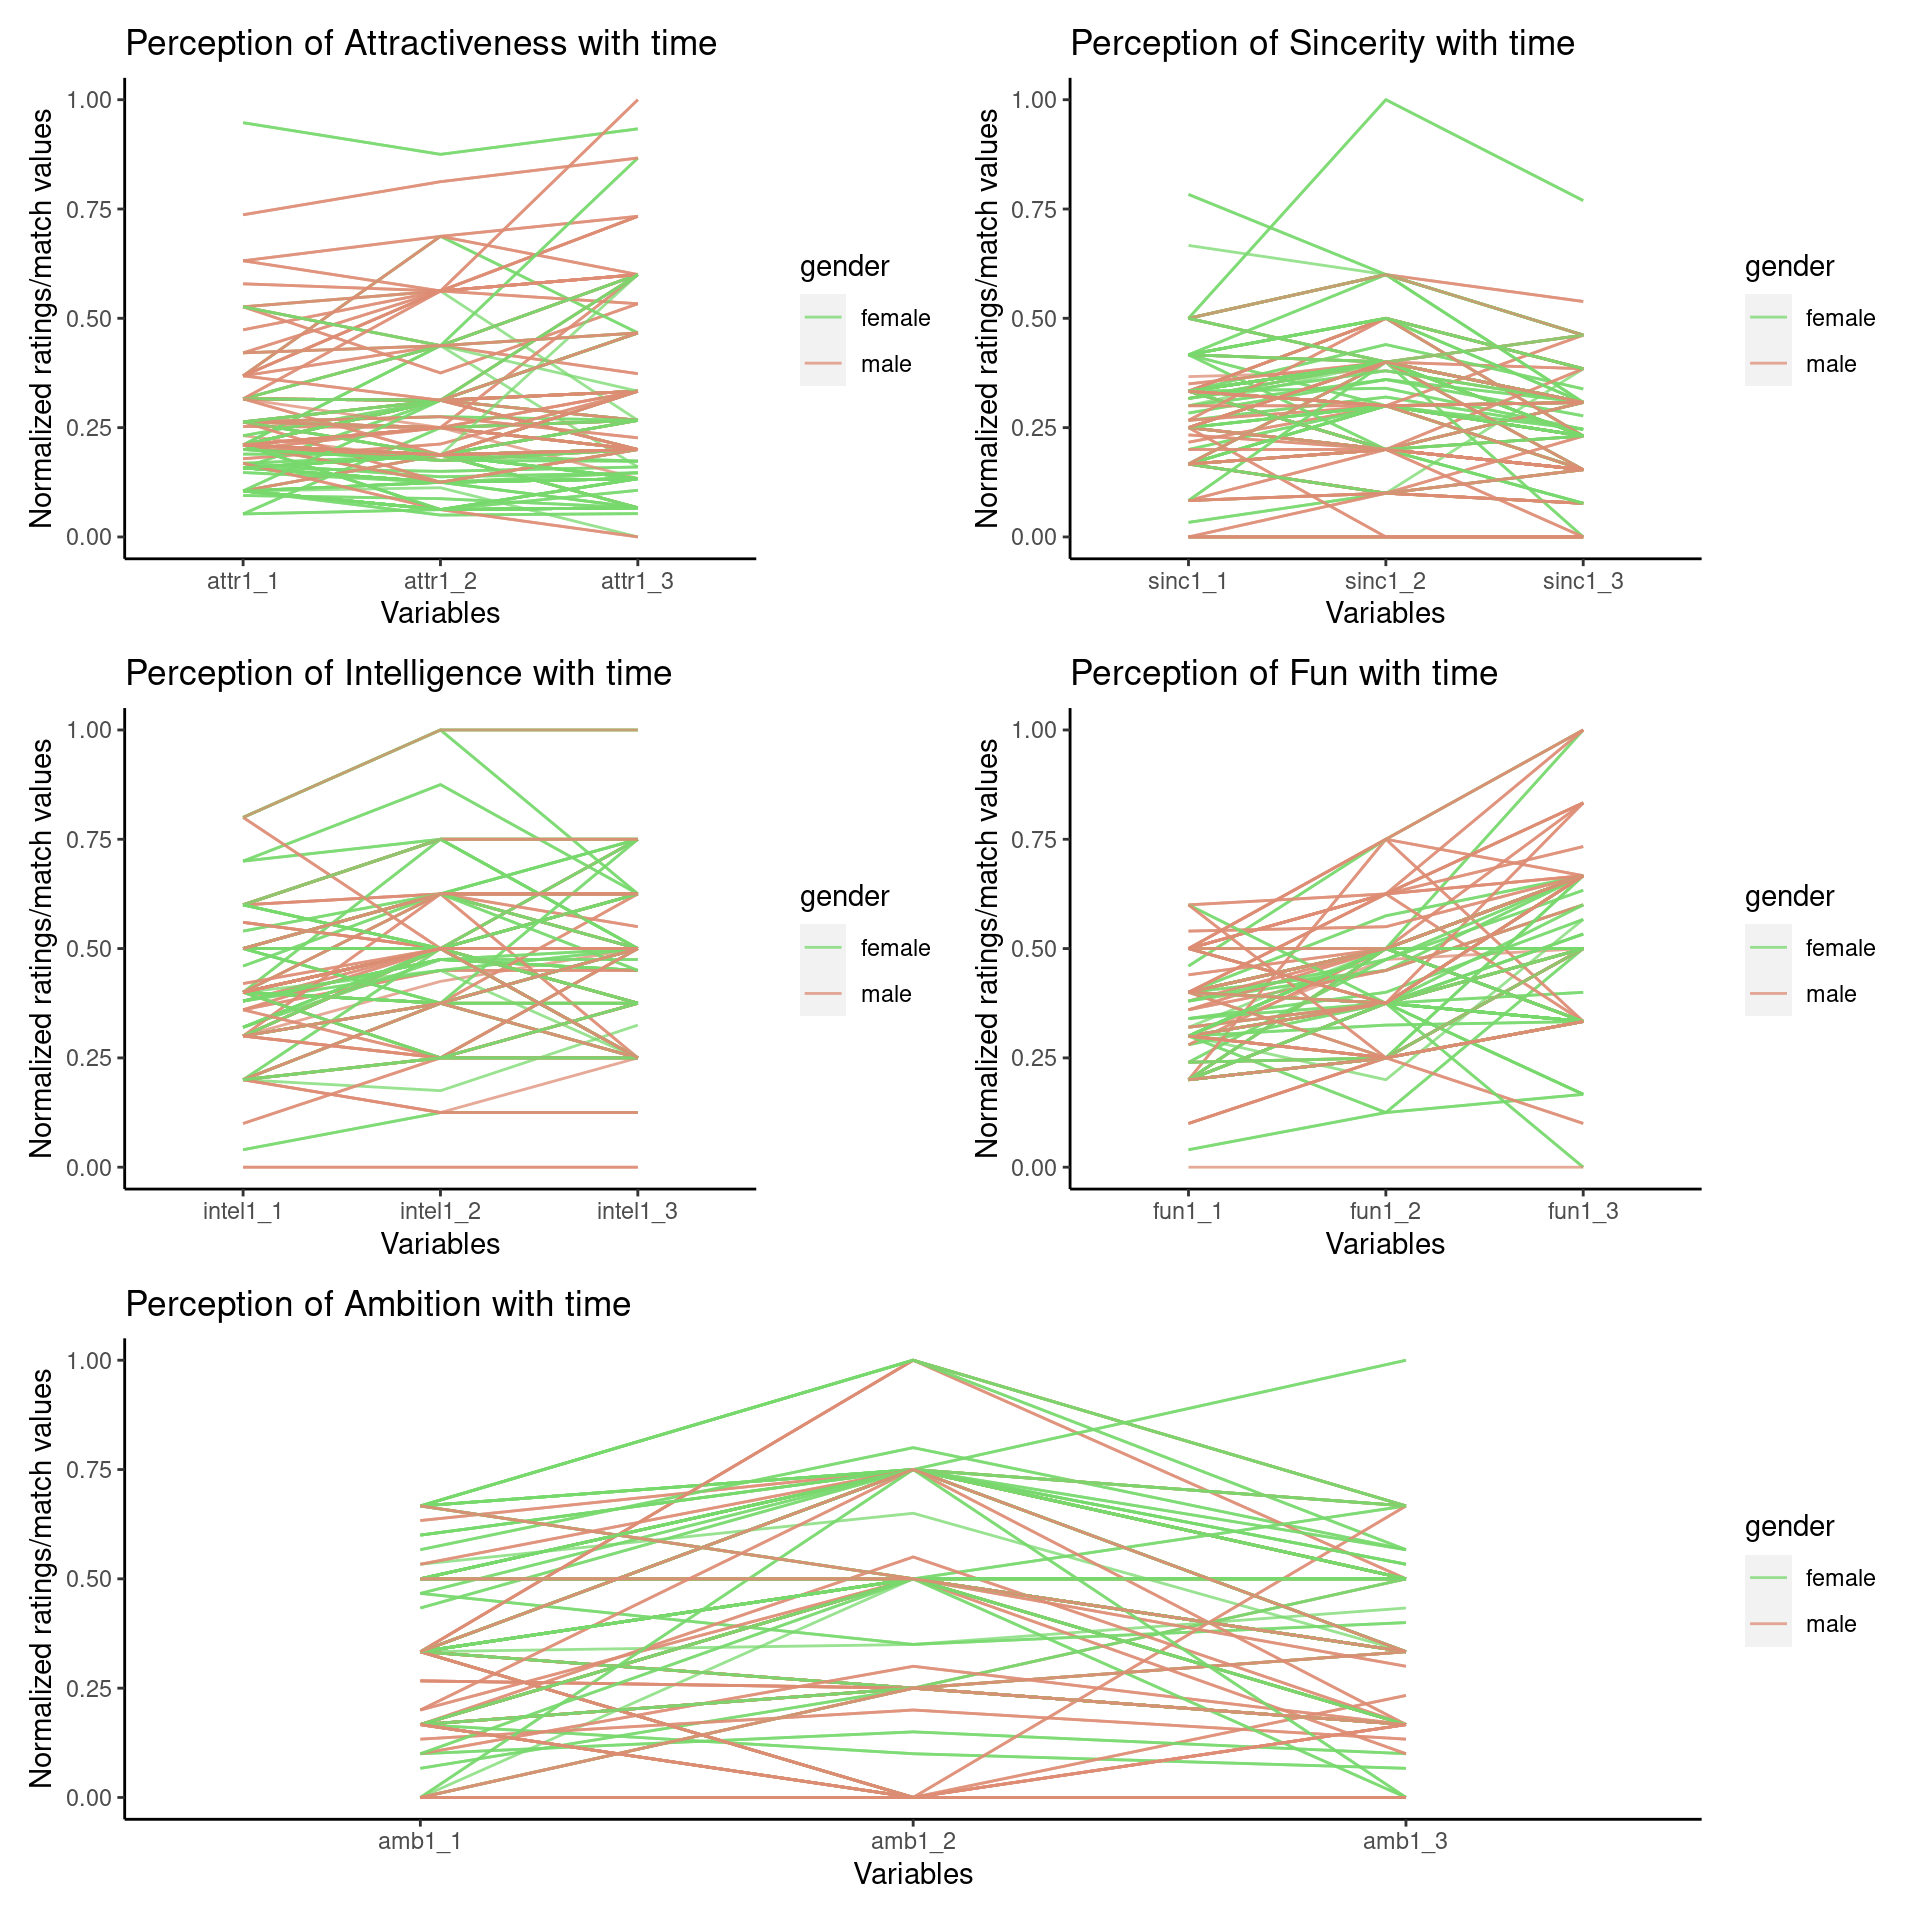 Perception of Attractiveness with time
Normalized ratings/match values
1.00
0.75
0.50
0.25
0.00
attr1_1 attr1_2 attr1_3
Variables
gender
female
male
Perception of Sincerity with time
Normalized ratings/match values
1.00
0.75
0.50
0.25
0.00
sinc1_1 sinc1_2 sinc1_3
Variables
gender
female
male
Perception of Intelligence with time
Normalized ratings/match values
1.00
0.75
0.50
0.25
0.00
intel1_1 intel1_2 intel1_3
Variables
gender
female
male
Perception of Fun with time
Normalized ratings/match values
1.00
0.75
0.50
0.25
0.00
fun1_1 fun1_2 fun1_3
Variables
gender
female
male
Perception of Ambition with time
Normalized ratings/match values
1.00
0.75
0.50
0.25
0.00
amb1_1 amb1_2 amb1_3
Variables
gender
female
male